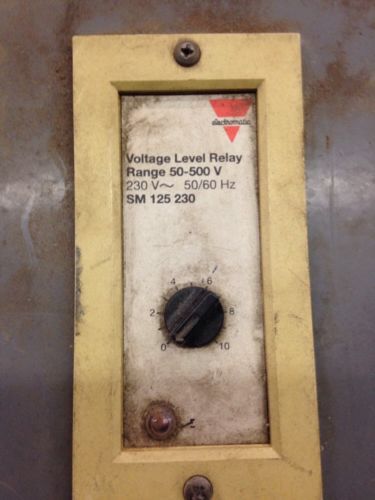 electromatic
Voltage Level Relay
Range 50-500 V
230 V~ 50/60 Hz
SM 125 230
4 6
2 8
0 10